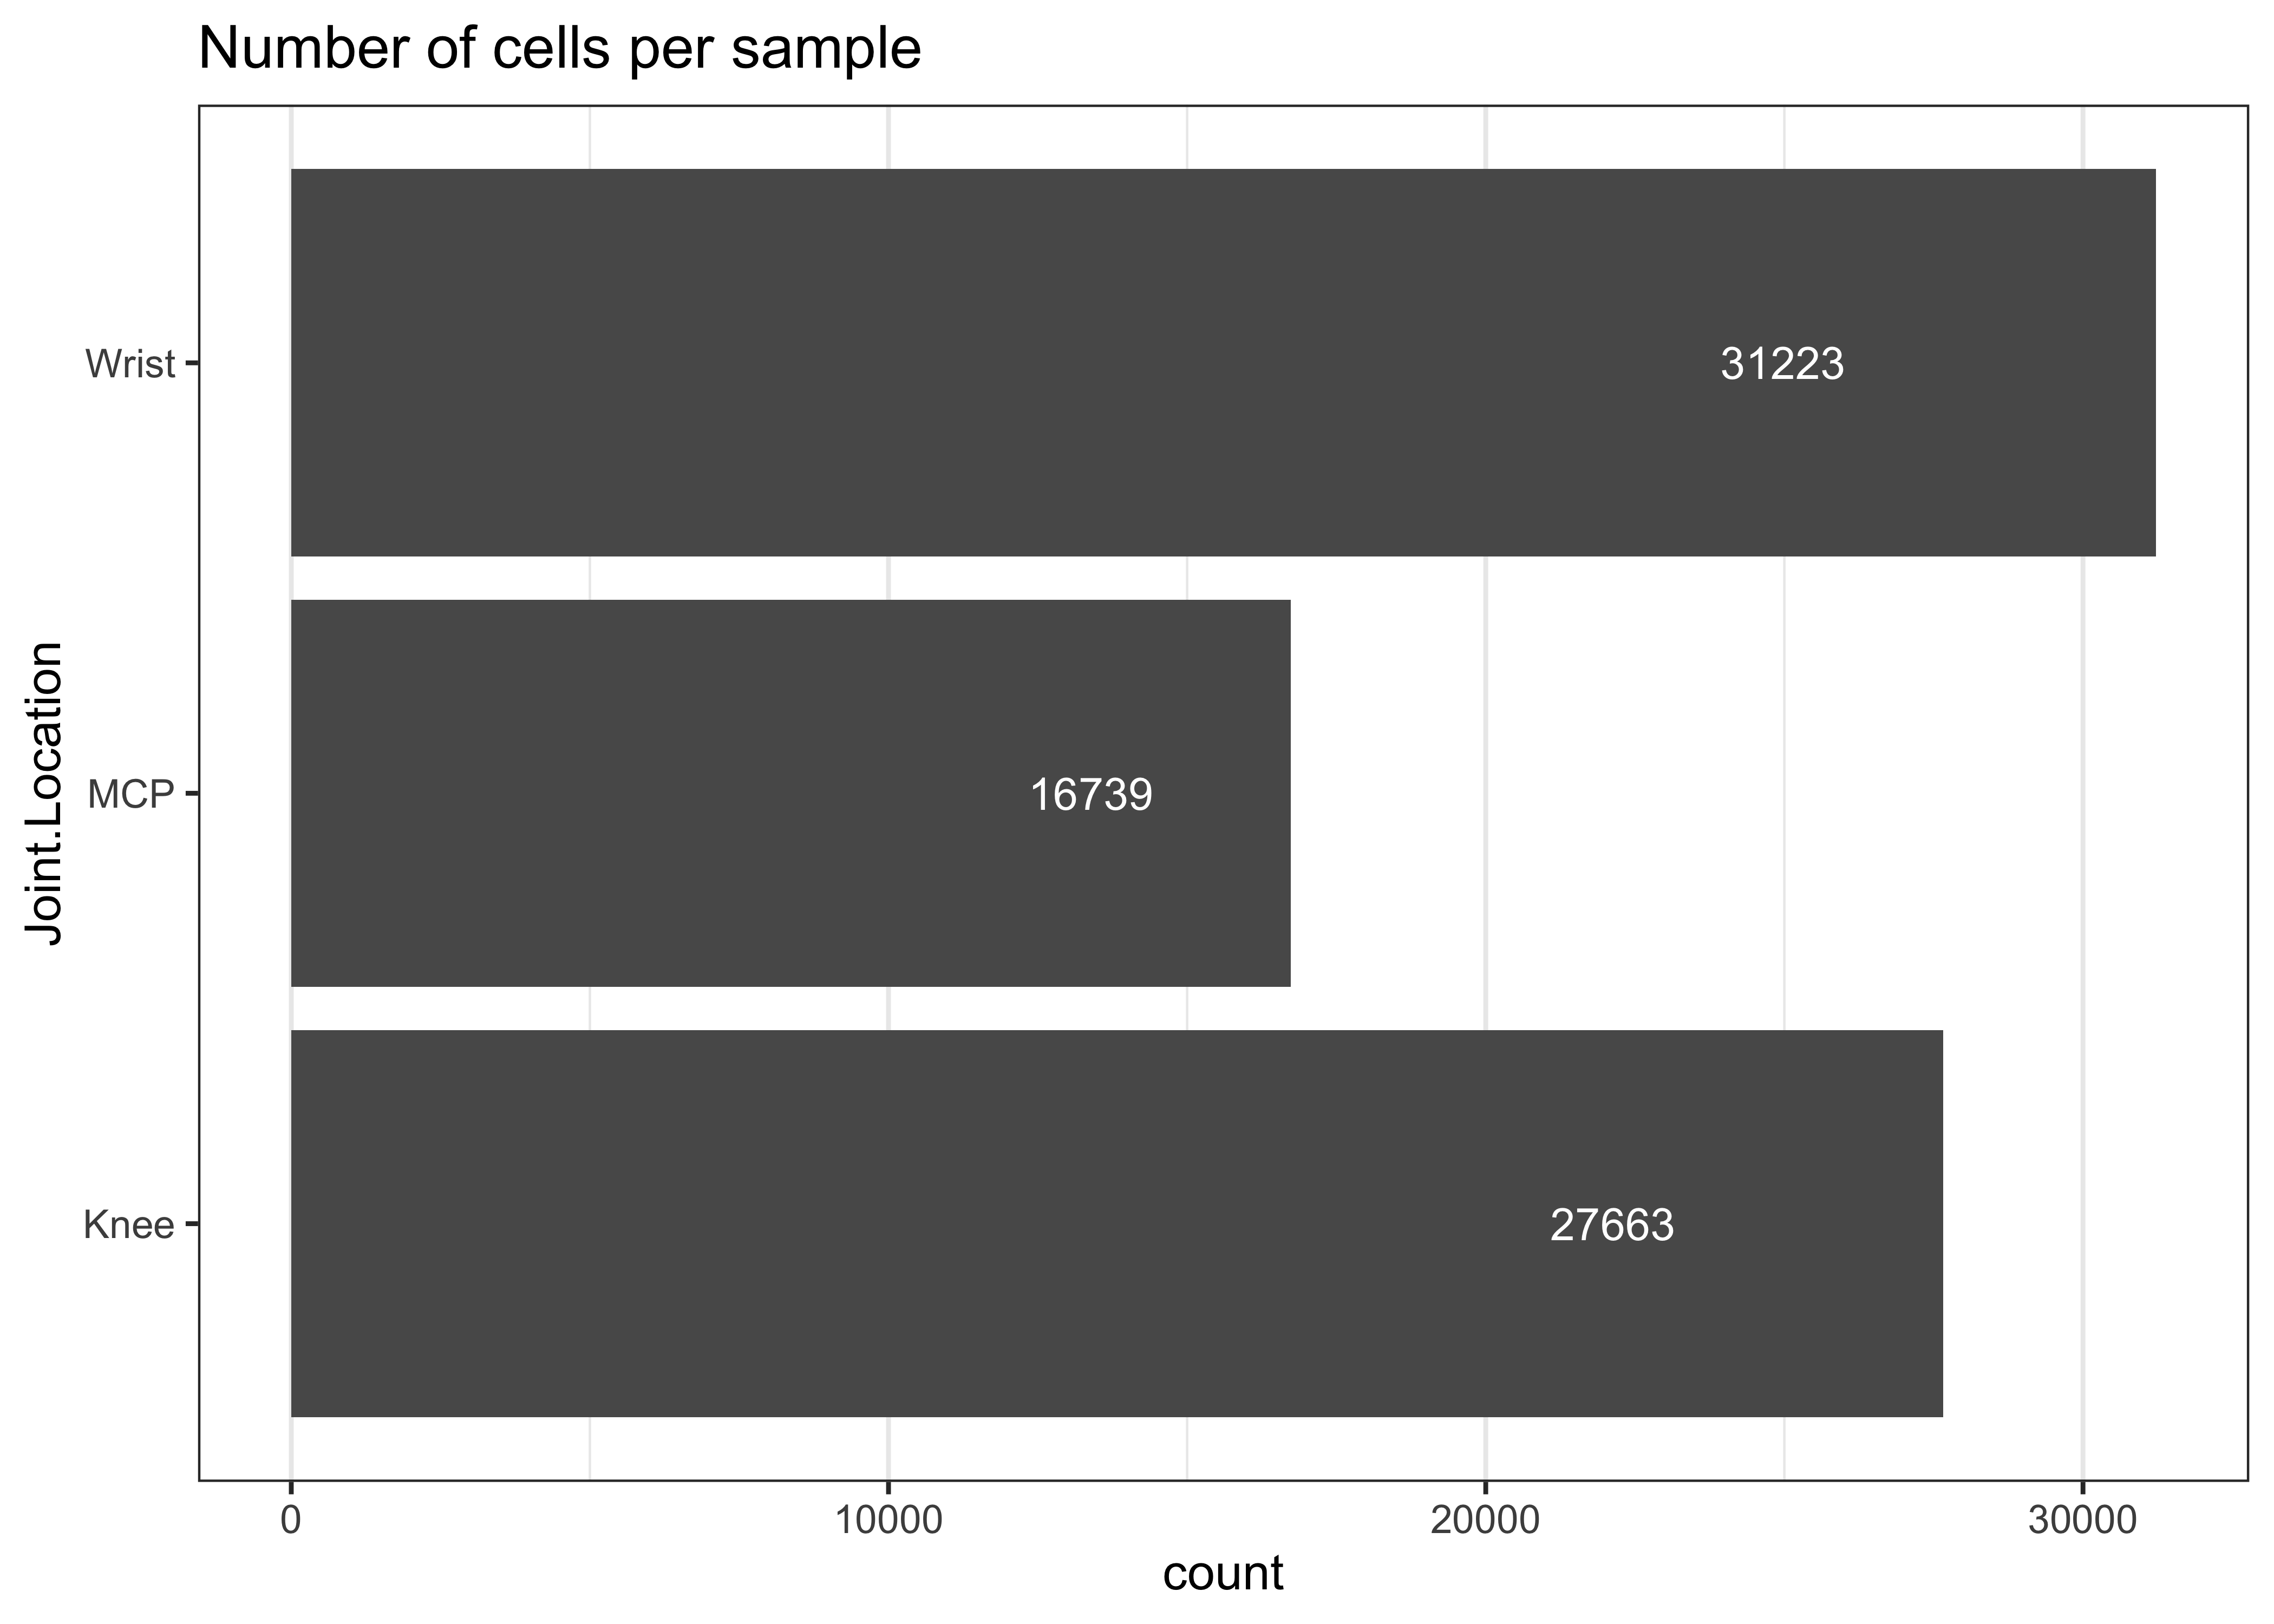 Number of cells per sample
Joint.Location
Wrist
31223
MCP
16739
Knee
27663
0 10000 20000 30000
count